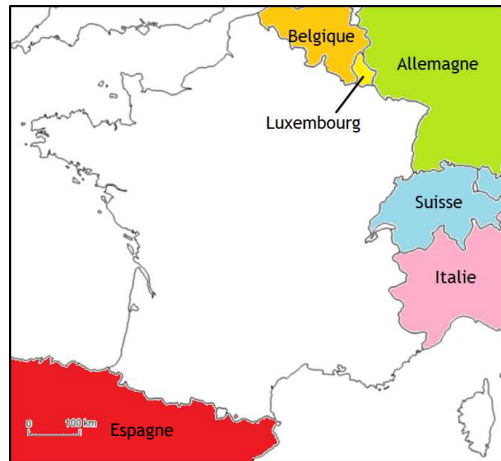 Belgique
Allemagne
Luxembourg
Suisse
Italie
0 100 km
Espagne